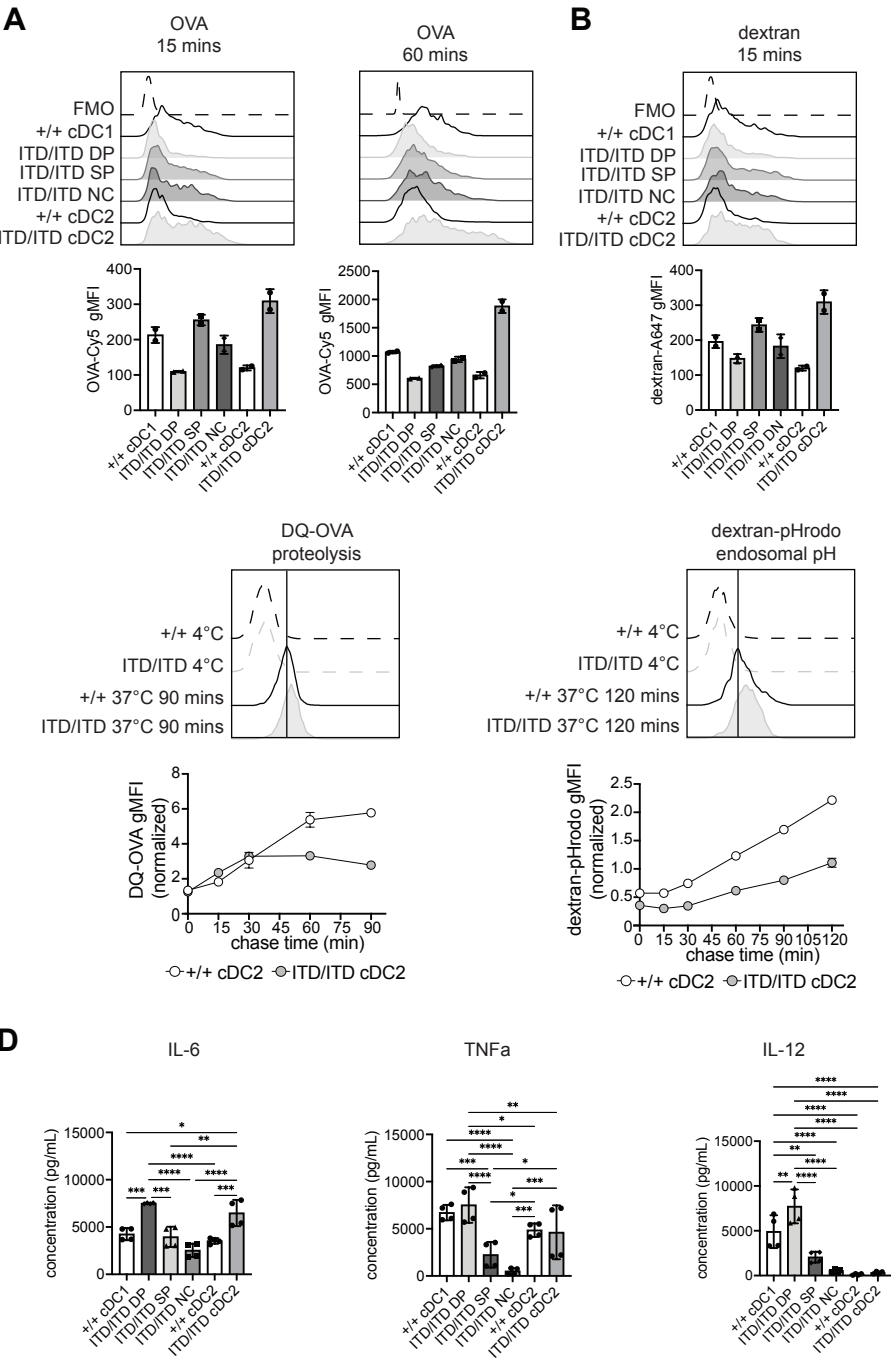 A
OVA
15 mins
OVA
60 mins
B
dextran
15 mins
FMO
+/+ cDC1
ITD/ITD DP
ITD/ITD SP
ITD/ITD NC
+/+ cDC2
ITD/ITD cDC2
FMO
+/+ cDC1
ITD/ITD DP
ITD/ITD SP
ITD/ITD NC
+/+ cDC2
ITD/ITD cDC2
OVA-Cy5 gMFI
400
300
200
100
0
+/+ cDC1
ITD/ITD DP
ITD/ITD SP
ITD/ITD NC
+/+ cDC2
ITD/ITD cDC2
OVA-Cy5 gMFI
2500
2000
1500
1000
500
0
+/+ cDC1
ITD/ITD DP
ITD/ITD SP
ITD/ITD NC
+/+ cDC2
ITD/ITD cDC2
dextran-A647 gMFI
400
300
200
100
0
+/+ cDC1
ITD/ITD DP
ITD/ITD SP
ITD/ITD DN
+/+ cDC2
ITD/ITD cDC2
DQ-OVA
proteolysis
+/+ 4°C
ITD/ITD 4°C
+/+ 37°C 90 mins
ITD/ITD 37°C 90 mins
dextran-pHrodo
endosomal pH
+/+ 4°C
ITD/ITD 4°C
+/+ 37°C 120 mins
ITD/ITD 37°C 120 mins
DQ-OVA gMFI
(normalized)
8
6
4
2
0
0 15 30 45 60 75 90
chase time (min)
+/+ cDC2 ITD/ITD cDC2
dextran-pHrodo gMFI
(normalized)
2.5
2.0
1.5
1.0
0.5
0
0 15 30 45 60 75 90 105 120
chase time (min)
+/+ cDC2 ITD/ITD cDC2
D
IL-6
concentration (pg/mL)
15000
10000
5000
0
*
**
****
**** ****
*** *** ***
+/+ cDC1
ITD/ITD DP
ITD/ITD SP
ITD/ITD NC
+/+ cDC2
ITD/ITD cDC2
TNFa
concentration (pg/mL)
15000
10000
5000
0
**
*
****
****
*** *
**** ***
*
***
+/+ cDC1
ITD/ITD DP
ITD/ITD SP
ITD/ITD NC
+/+ cDC2
ITD/ITD cDC2
IL-12
concentration (pg/mL)
15000
10000
5000
0
****
****
****
****
****
**
****
** ****
+/+ cDC1
ITD/ITD DP
ITD/ITD SP
ITD/ITD NC
+/+ cDC2
ITD/ITD cDC2